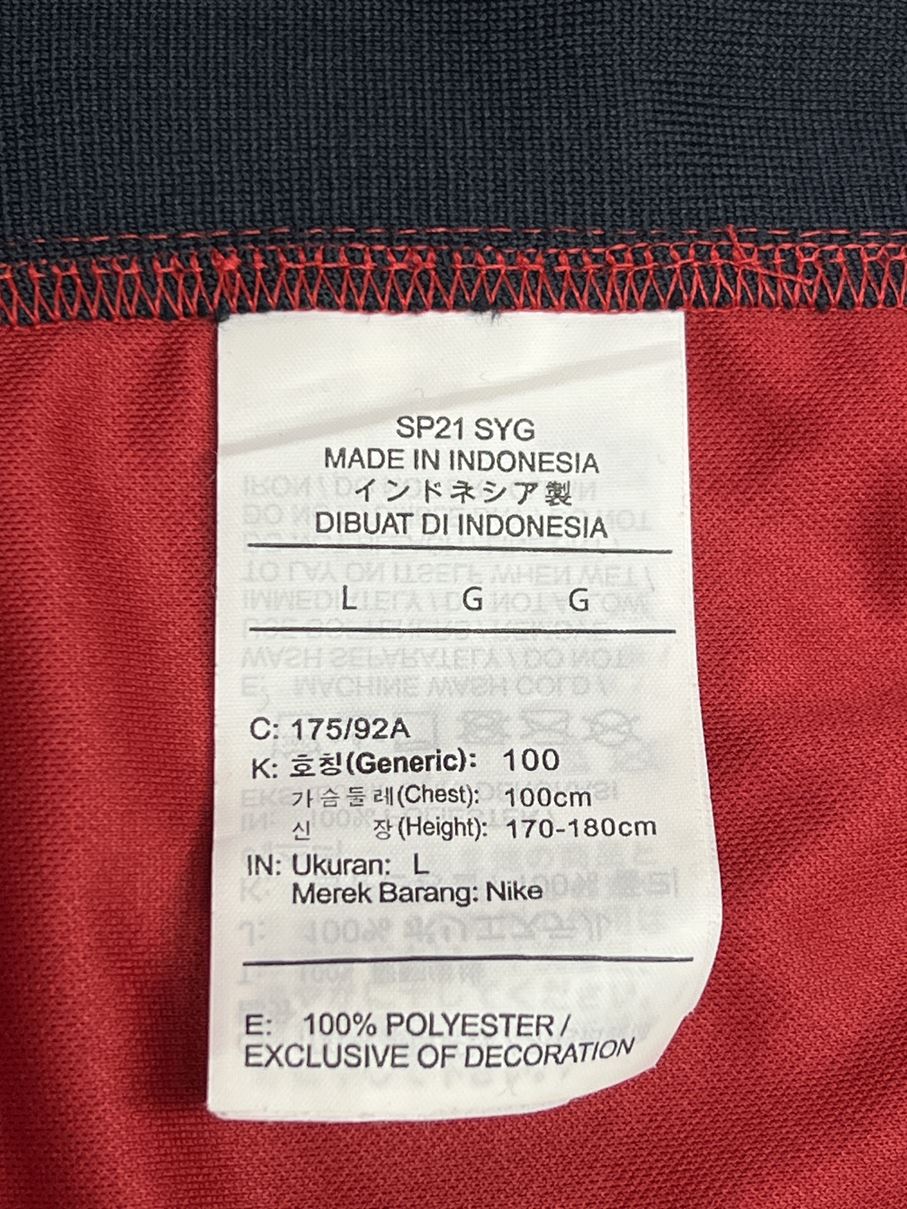 SP21 SYG
MADE IN INDONESIA
インドネシア製
DIBUAT DI INDONESIA
L G G
C: 175/92A
K: 호칭(Generic): 100
가슴둘레(Chest): 100cm
신 장(Height): 170-180cm
IN: Ukuran: L
Merek Barang: Nike
E: 100% POLYESTER /
EXCLUSIVE OF DECORATION